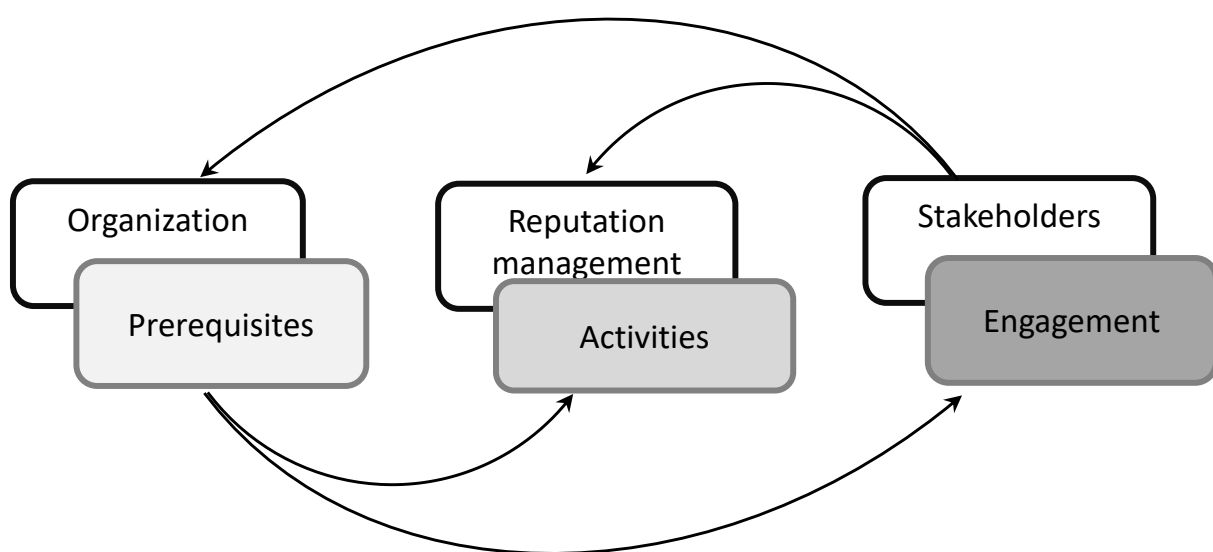 Organization
Prerequisites
Reputation
management
Activities
Stakeholders
Engagement